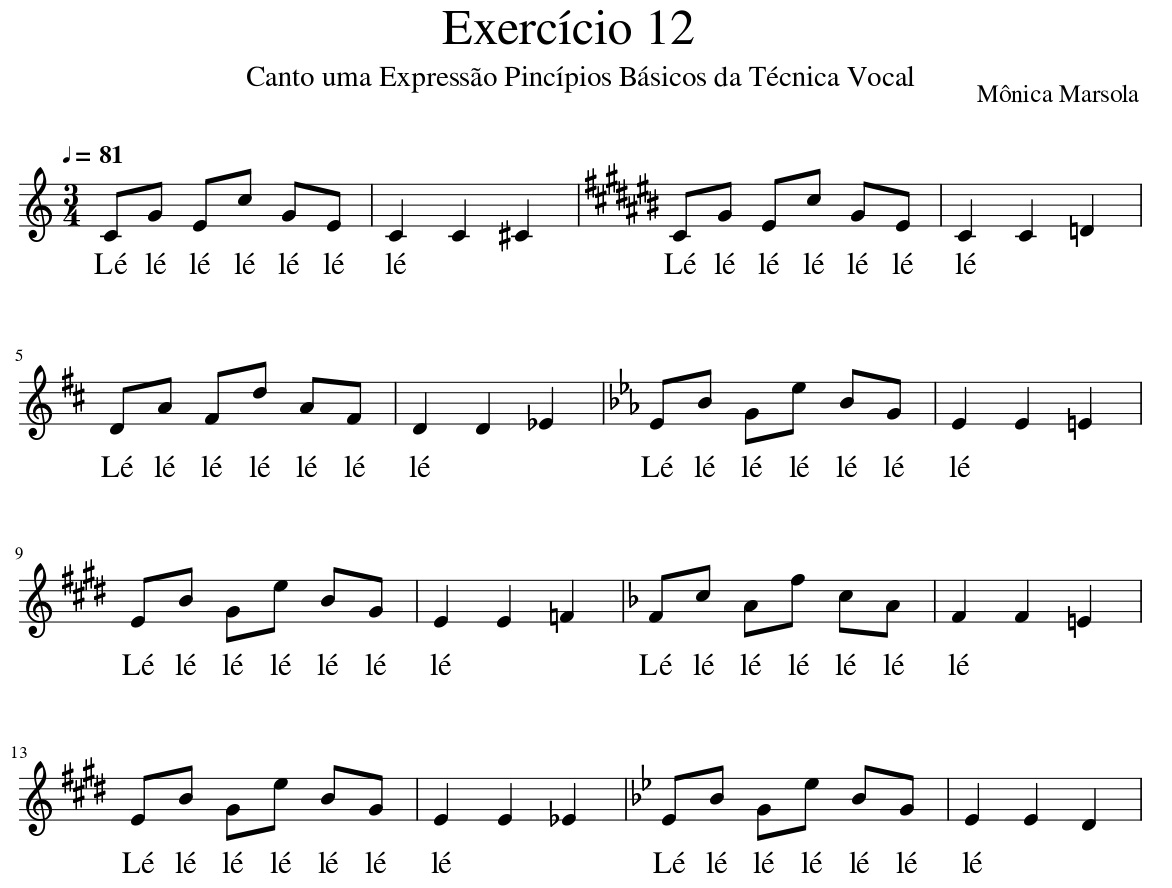 Exercício 12
Canto uma Expressão Pincípios Básicos da Técnica Vocal
Mônica Marsola
♩= 81
3
4
Lé lé lé lé lé lé lé Lé lé lé lé lé lé lé
5
Lé lé lé lé lé lé lé Lé lé lé lé lé lé lé
9
Lé lé lé lé lé lé lé Lé lé lé lé lé lé lé
13
Lé lé lé lé lé lé lé Lé lé lé lé lé lé lé